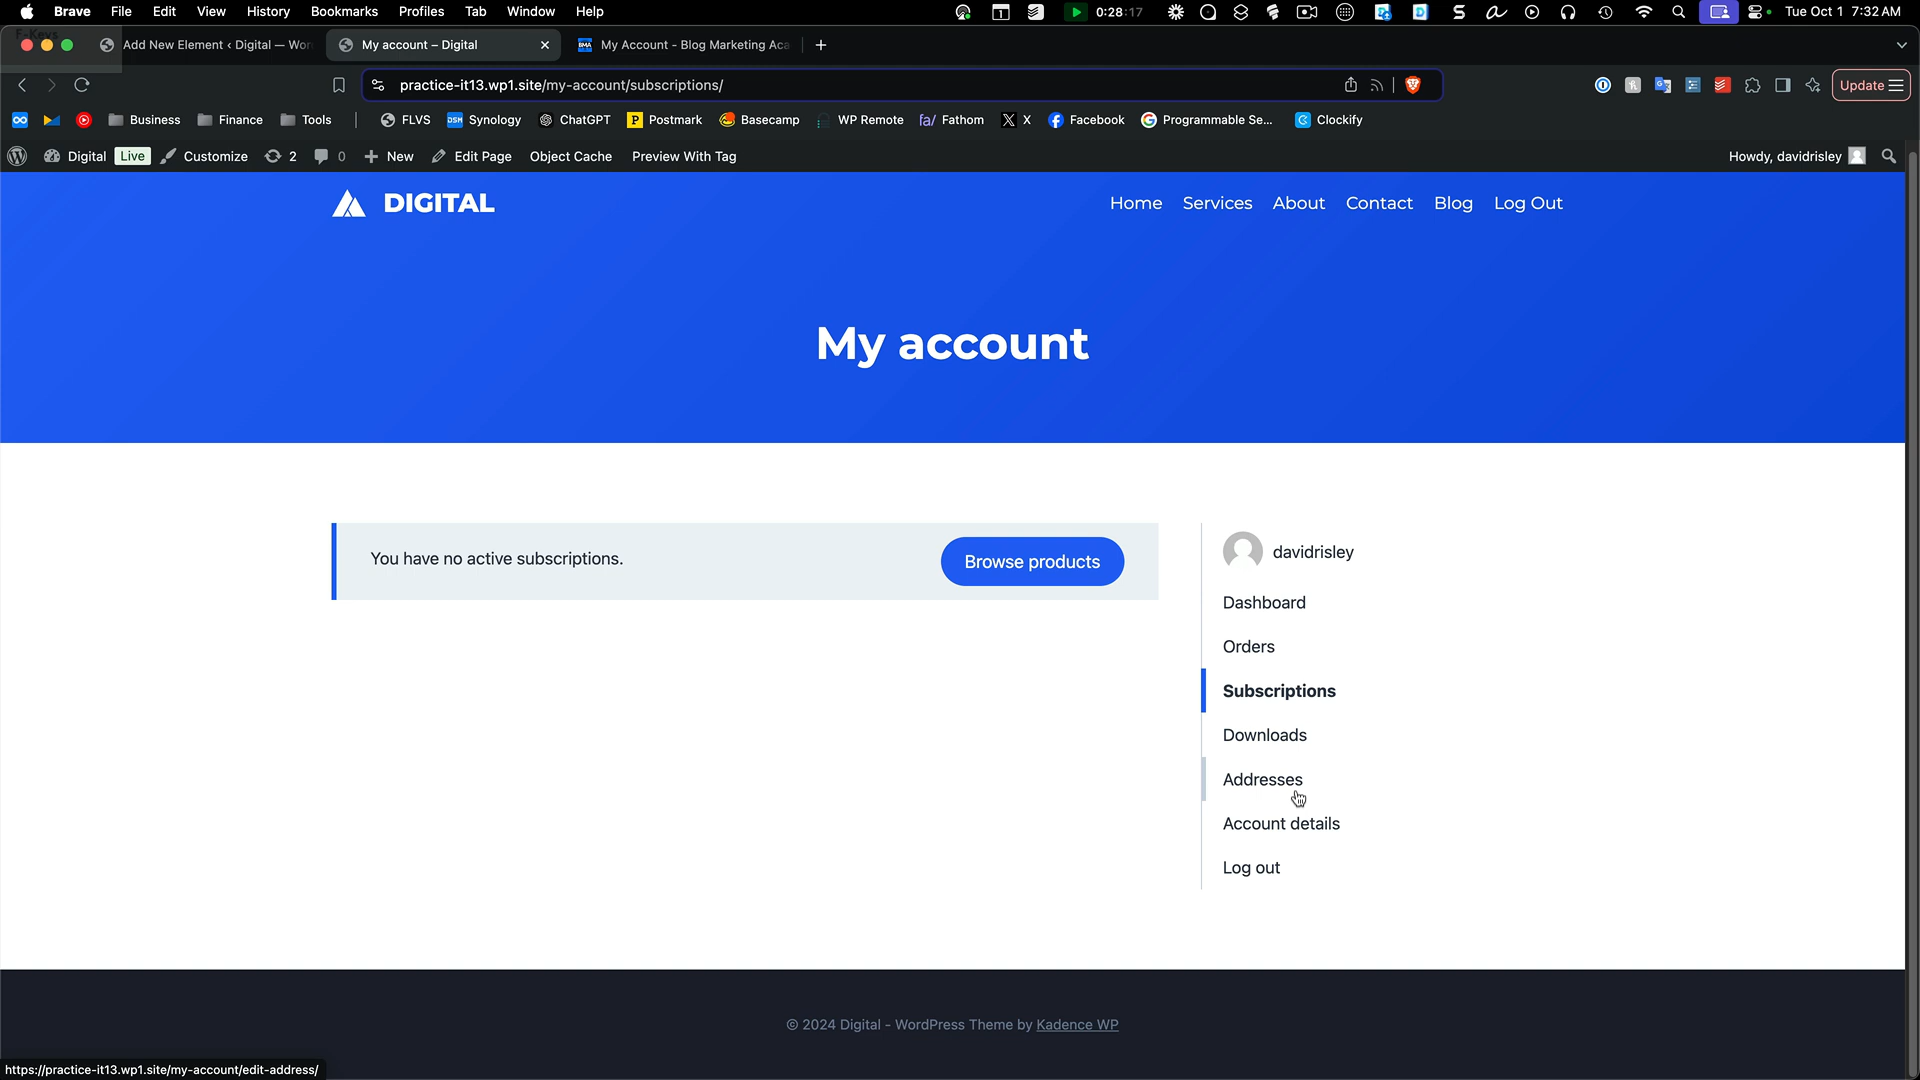 Brave File Edit View History Bookmarks Profiles Tab Window Help 0:28:17 Tue Oct 1 7:32 AM
F-Keys
Add New Element ‹ Digital — Wor My account – Digital My Account - Blog Marketing Aca
practice-it13.wp1.site/my-account/subscriptions/ Update
Business Finance Tools FLVS Synology ChatGPT Postmark Basecamp WP Remote fa/ Fathom X Facebook Programmable Se... Clockify
Digital Live Customize 2 0 New Edit Page Object Cache Preview With Tag Howdy, davidrisley
DIGITAL Home Services About Contact Blog Log Out
My account
You have no active subscriptions. Browse products
davidrisley
Dashboard
Orders
Subscriptions
Downloads
Addresses
Account details
Log out
© 2024 Digital - WordPress Theme by Kadence WP
https://practice-it13.wp1.site/my-account/edit-address/